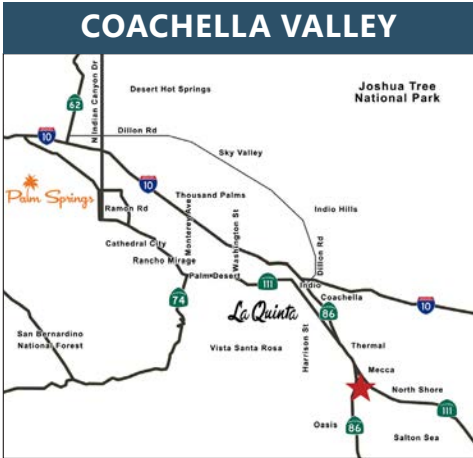 COACHELLA VALLEY
Joshua Tree
National Park
N Indian Canyon Dr
Desert Hot Springs
62
Dillon Rd
10
Sky Valley
10
Palm Springs
Thousand Palms
Ramon Rd
Monterey Ave
Washington St
Indio Hills
Dillon Rd
Cathedral City
Rancho Mirage
Palm Desert
111
Indio
74
Coachella
10
La Quinta
86
Harrison St
San Bernardino
National Forest
Vista Santa Rosa
Thermal
Mecca
North Shore
111
Oasis
86
Salton Sea